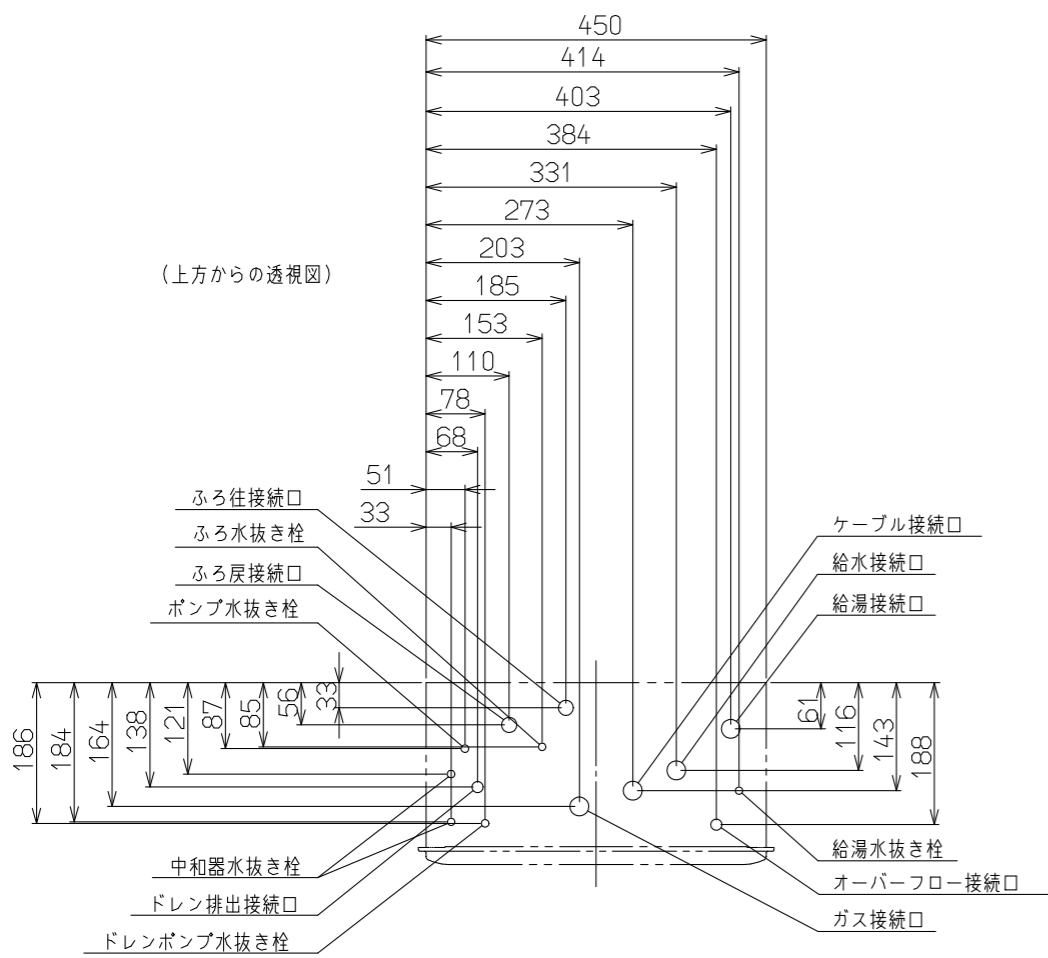 450
414
403
384
331
273
203
(上方からの透視図)
185
153
110
78
68
51
ふろ往接続口
33
ケーブル接続口
ふろ水抜き栓
給水接続口
ふろ戻接続口
給湯接続口
ポンプ水抜き栓
186
184
164
138
121
87
85
56
33
61
116
143
188
中和器水抜き栓
給湯水抜き栓
オーバーフロー接続口
ドレン排出接続口
ガス接続口
ドレンポンプ水抜き栓